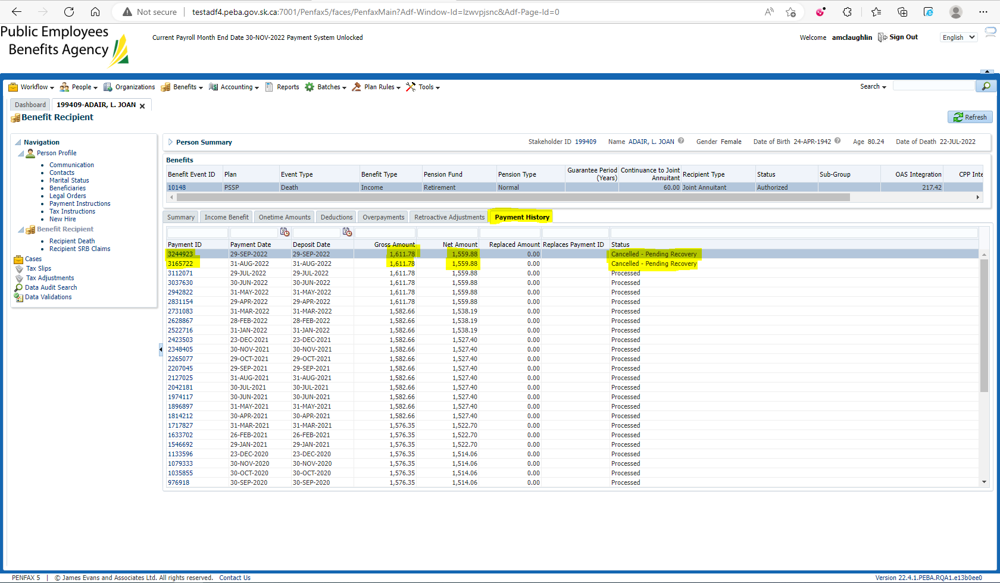 Not secure | testadf4.peba.gov.sk.ca:7001/Penfax5/faces/PenfaxMain?Adf-Window-Id=lzwvpjsnc&Adf-Page-Id=0
Public Employees
Benefits Agency
Current Payroll Month End Date 30-NOV-2022 Payment System Unlocked
Welcome amclaughlin Sign Out English
Workflow People Organizations Benefits Accounting Reports Batches Plan Rules Tools Search
Dashboard 199409-ADAIR, L. JOAN
Benefit Recipient
Refresh
Navigation
Person Profile
Communication
Contacts
Marital Status
Beneficiaries
Legal Orders
Payment Instructions
Tax Instructions
New Hire
Benefit Recipient
Recipient Death
Recipient SRB Claims
Cases
Tax Slips
Tax Adjustments
Data Audit Search
Data Validations
Person Summary Stakeholder ID 199409 Name ADAIR, L. JOAN Gender Female Date of Birth 24-APR-1942 Age 80.24 Date of Death 22-JUL-2022
Benefits
Benefit Event ID Plan Event Type Benefit Type Pension Fund Pension Type Guarantee Period (Years) Continuance to Joint Annuitant Recipient Type Status Sub-Group OAS Integration CPP Inte
10148 PSSP Death Income Retirement Normal 60.00 Joint Annuitant Authorized 217.42
Summary Income Benefit Onetime Amounts Deductions Overpayments Retroactive Adjustments Payment History
Payment ID Payment Date Deposit Date Gross Amount Net Amount Replaced Amount Replaces Payment ID Status
3244923 29-SEP-2022 29-SEP-2022 1,611.78 1,559.88 0.00 Cancelled - Pending Recovery
3165722 31-AUG-2022 31-AUG-2022 1,611.78 1,559.88 0.00 Cancelled - Pending Recovery
3112071 29-JUL-2022 29-JUL-2022 1,611.78 1,559.88 0.00 Processed
3037630 30-JUN-2022 30-JUN-2022 1,611.78 1,559.88 0.00 Processed
2942822 31-MAY-2022 31-MAY-2022 1,611.78 1,559.88 0.00 Processed
2831154 29-APR-2022 29-APR-2022 1,611.78 1,559.88 0.00 Processed
2731083 31-MAR-2022 31-MAR-2022 1,582.66 1,538.19 0.00 Processed
2628867 28-FEB-2022 28-FEB-2022 1,582.66 1,538.19 0.00 Processed
2522716 31-JAN-2022 31-JAN-2022 1,582.66 1,538.19 0.00 Processed
2423503 23-DEC-2021 23-DEC-2021 1,582.66 1,527.40 0.00 Processed
2348405 30-NOV-2021 30-NOV-2021 1,582.66 1,527.40 0.00 Processed
2265077 29-OCT-2021 29-OCT-2021 1,582.66 1,527.40 0.00 Processed
2207045 29-SEP-2021 29-SEP-2021 1,582.66 1,527.40 0.00 Processed
2127025 31-AUG-2021 31-AUG-2021 1,582.66 1,527.40 0.00 Processed
2042181 30-JUL-2021 30-JUL-2021 1,582.66 1,527.40 0.00 Processed
1974117 30-JUN-2021 30-JUN-2021 1,582.66 1,527.40 0.00 Processed
1896897 31-MAY-2021 31-MAY-2021 1,582.66 1,527.40 0.00 Processed
1814212 30-APR-2021 30-APR-2021 1,582.66 1,527.40 0.00 Processed
1717827 31-MAR-2021 31-MAR-2021 1,576.35 1,522.70 0.00 Processed
1633702 26-FEB-2021 26-FEB-2021 1,576.35 1,522.70 0.00 Processed
1546692 29-JAN-2021 29-JAN-2021 1,576.35 1,522.70 0.00 Processed
1133596 23-DEC-2020 23-DEC-2020 1,576.35 1,514.06 0.00 Processed
1079333 30-NOV-2020 30-NOV-2020 1,576.35 1,514.06 0.00 Processed
1035855 30-OCT-2020 30-OCT-2020 1,576.35 1,514.06 0.00 Processed
976918 30-SEP-2020 30-SEP-2020 1,576.35 1,514.06 0.00 Processed
PENFAX 5 | © James Evans and Associates Ltd. All rights reserved. Contact Us Version 22.4.1.PEBA.RQA1.e13b0ee0